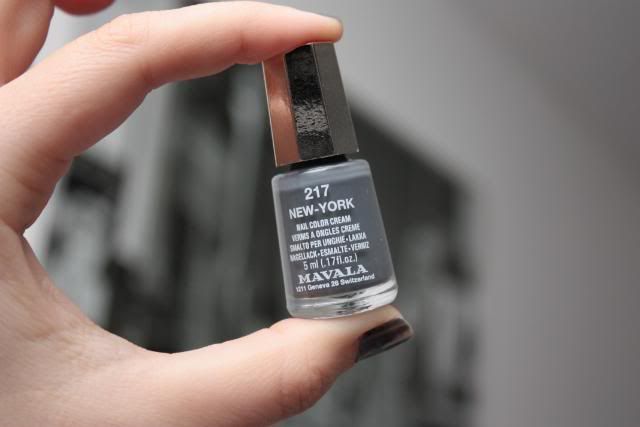 217
NEW-YORK
NAIL COLOR CREAM
VERNIS A ONGLES CREME
SMALTO PER UNGHIE•LAKKA
NAGELLACK•ESMALTE•VERNIZ
5 ml (.17fl.oz.)
MAVALA
1211 Geneva 26 Switzerland